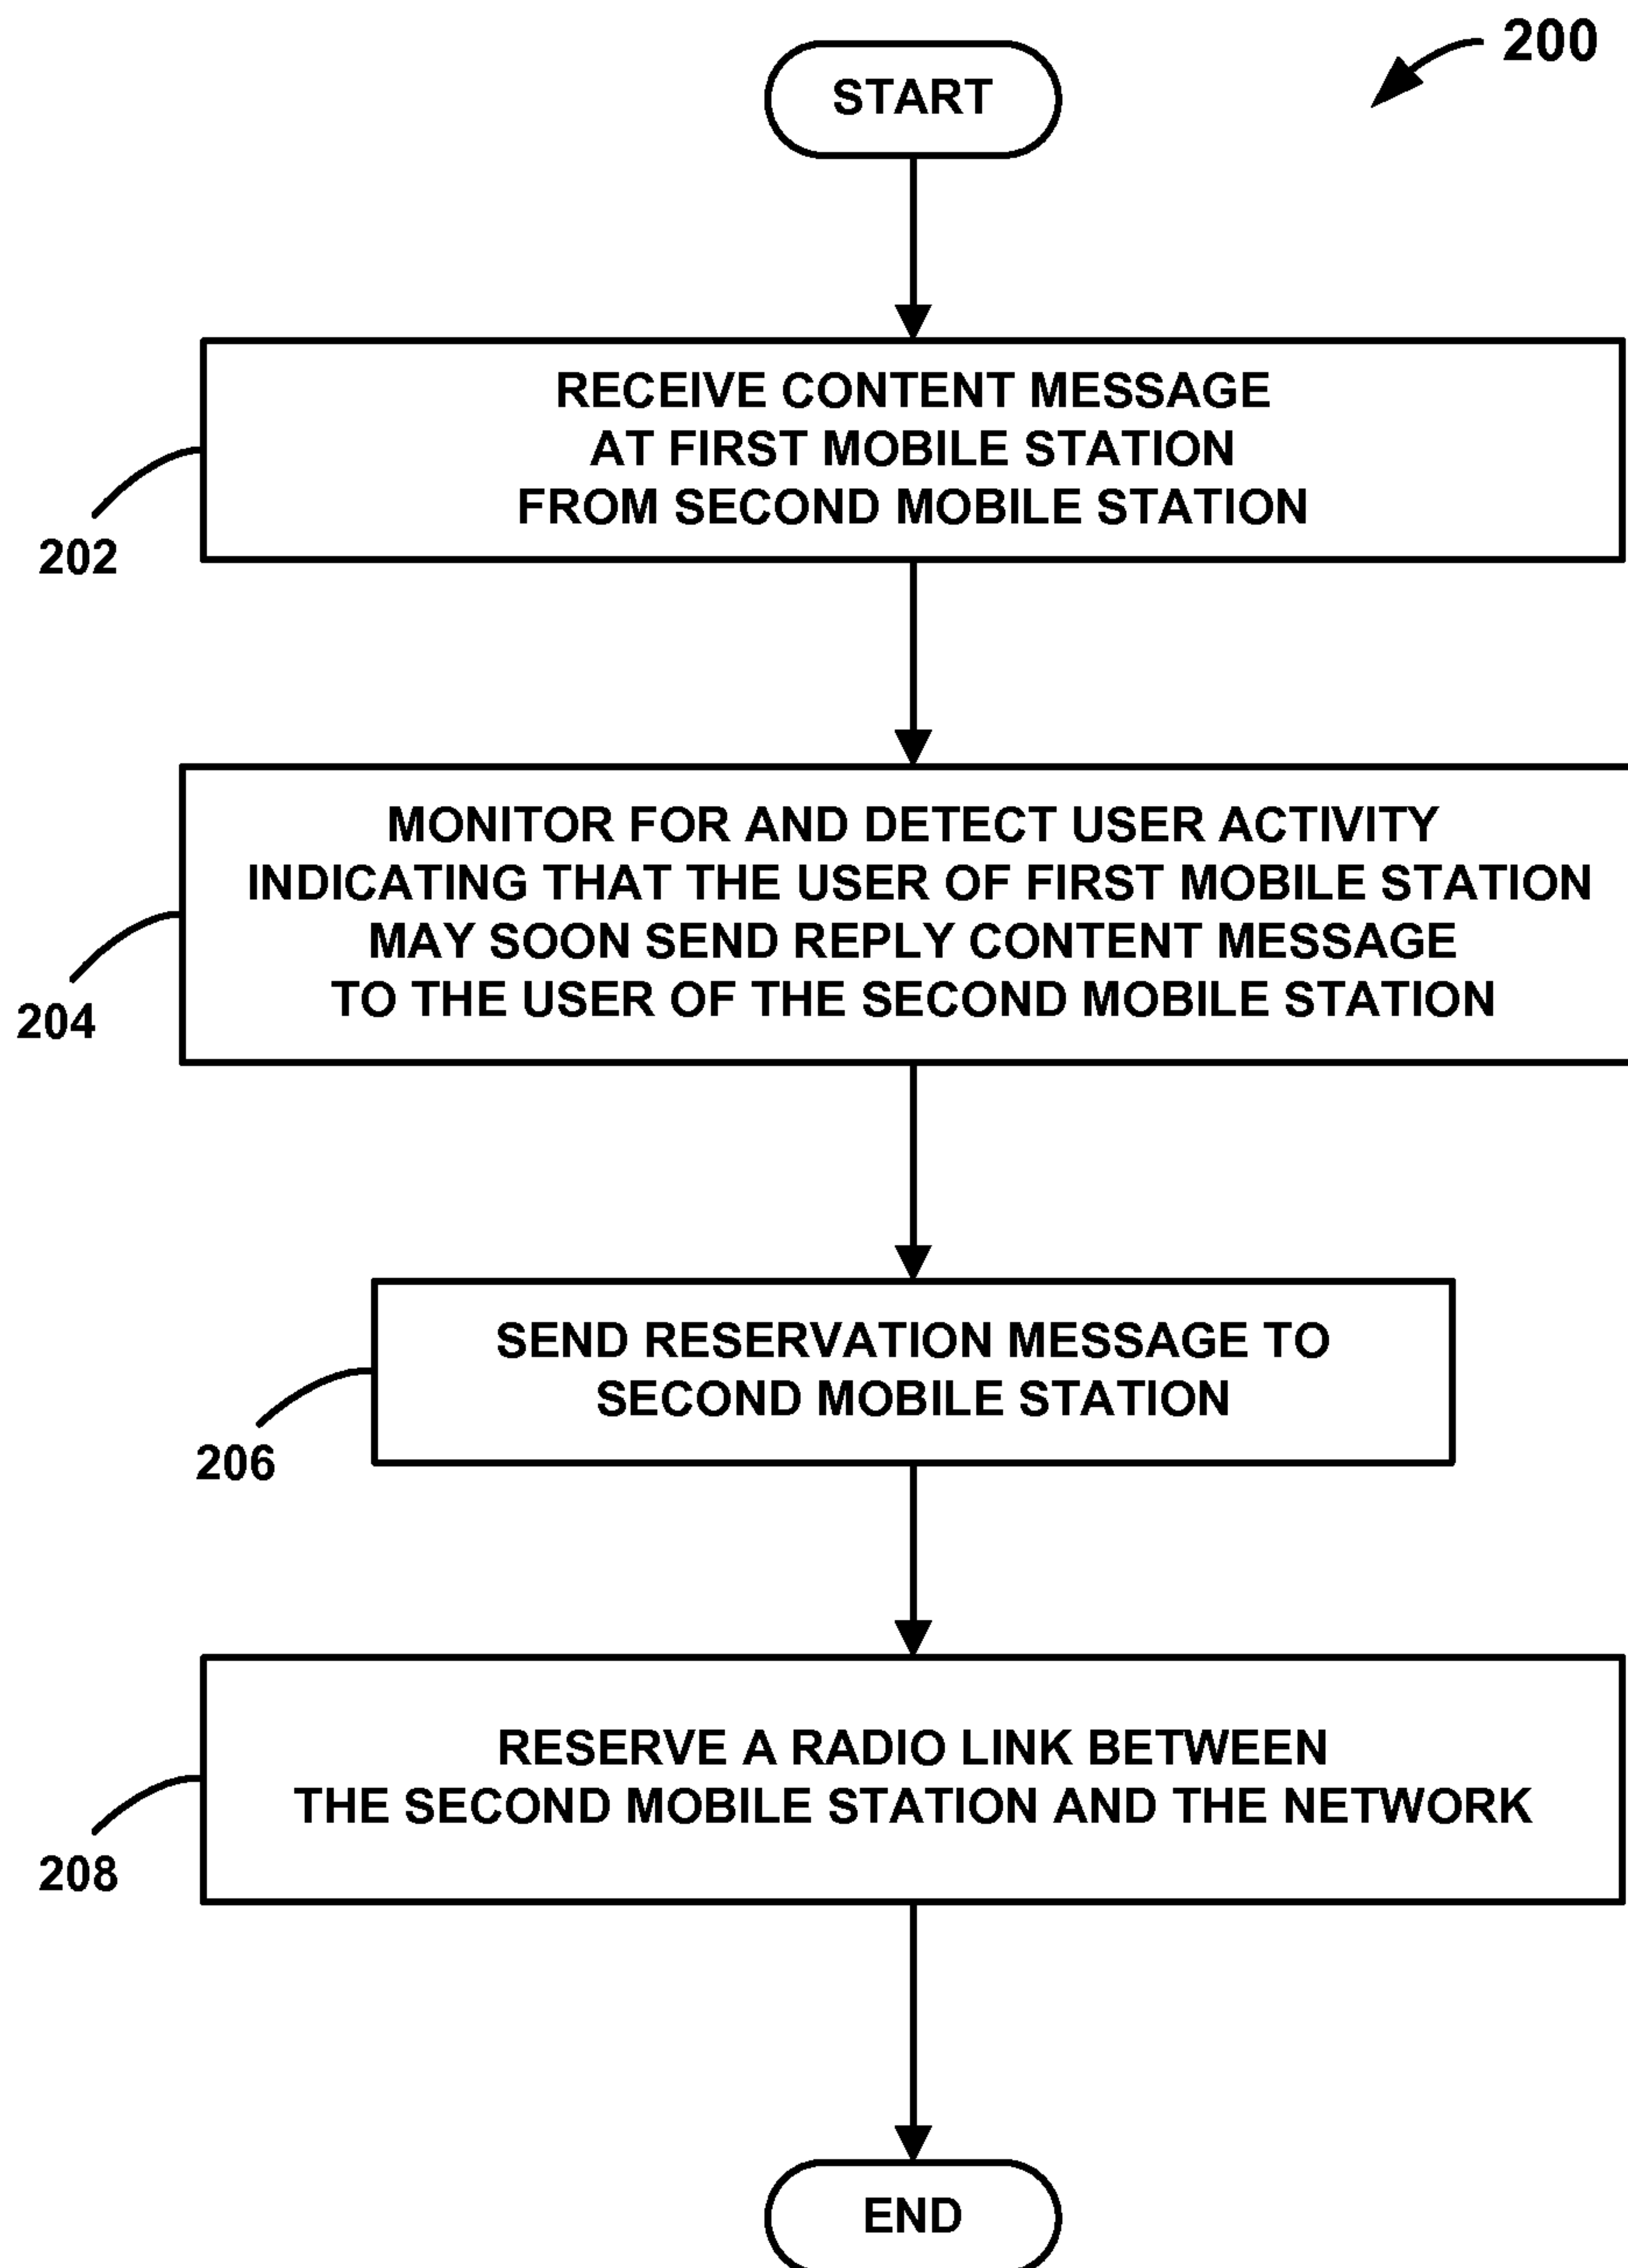 200
START
RECEIVE CONTENT MESSAGE
AT FIRST MOBILE STATION
FROM SECOND MOBILE STATION
202
MONITOR FOR AND DETECT USER ACTIVITY
INDICATING THAT THE USER OF FIRST MOBILE STATION
MAY SOON SEND REPLY CONTENT MESSAGE
TO THE USER OF THE SECOND MOBILE STATION
204
SEND RESERVATION MESSAGE TO
SECOND MOBILE STATION
206
RESERVE A RADIO LINK BETWEEN
THE SECOND MOBILE STATION AND THE NETWORK
208
END